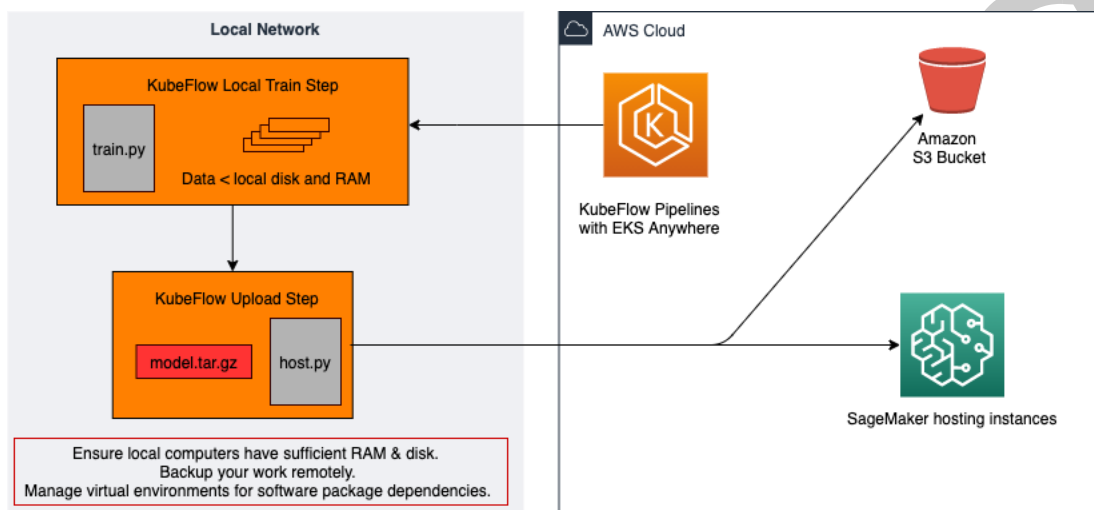 Local Network
KubeFlow Local Train Step
train.py
Data < local disk and RAM
KubeFlow Upload Step
model.tar.gz
host.py
Ensure local computers have sufficient RAM & disk.
Backup your work remotely.
Manage virtual environments for software package dependencies.
AWS Cloud
K
KubeFlow Pipelines
with EKS Anywhere
Amazon
S3 Bucket
SageMaker hosting instances